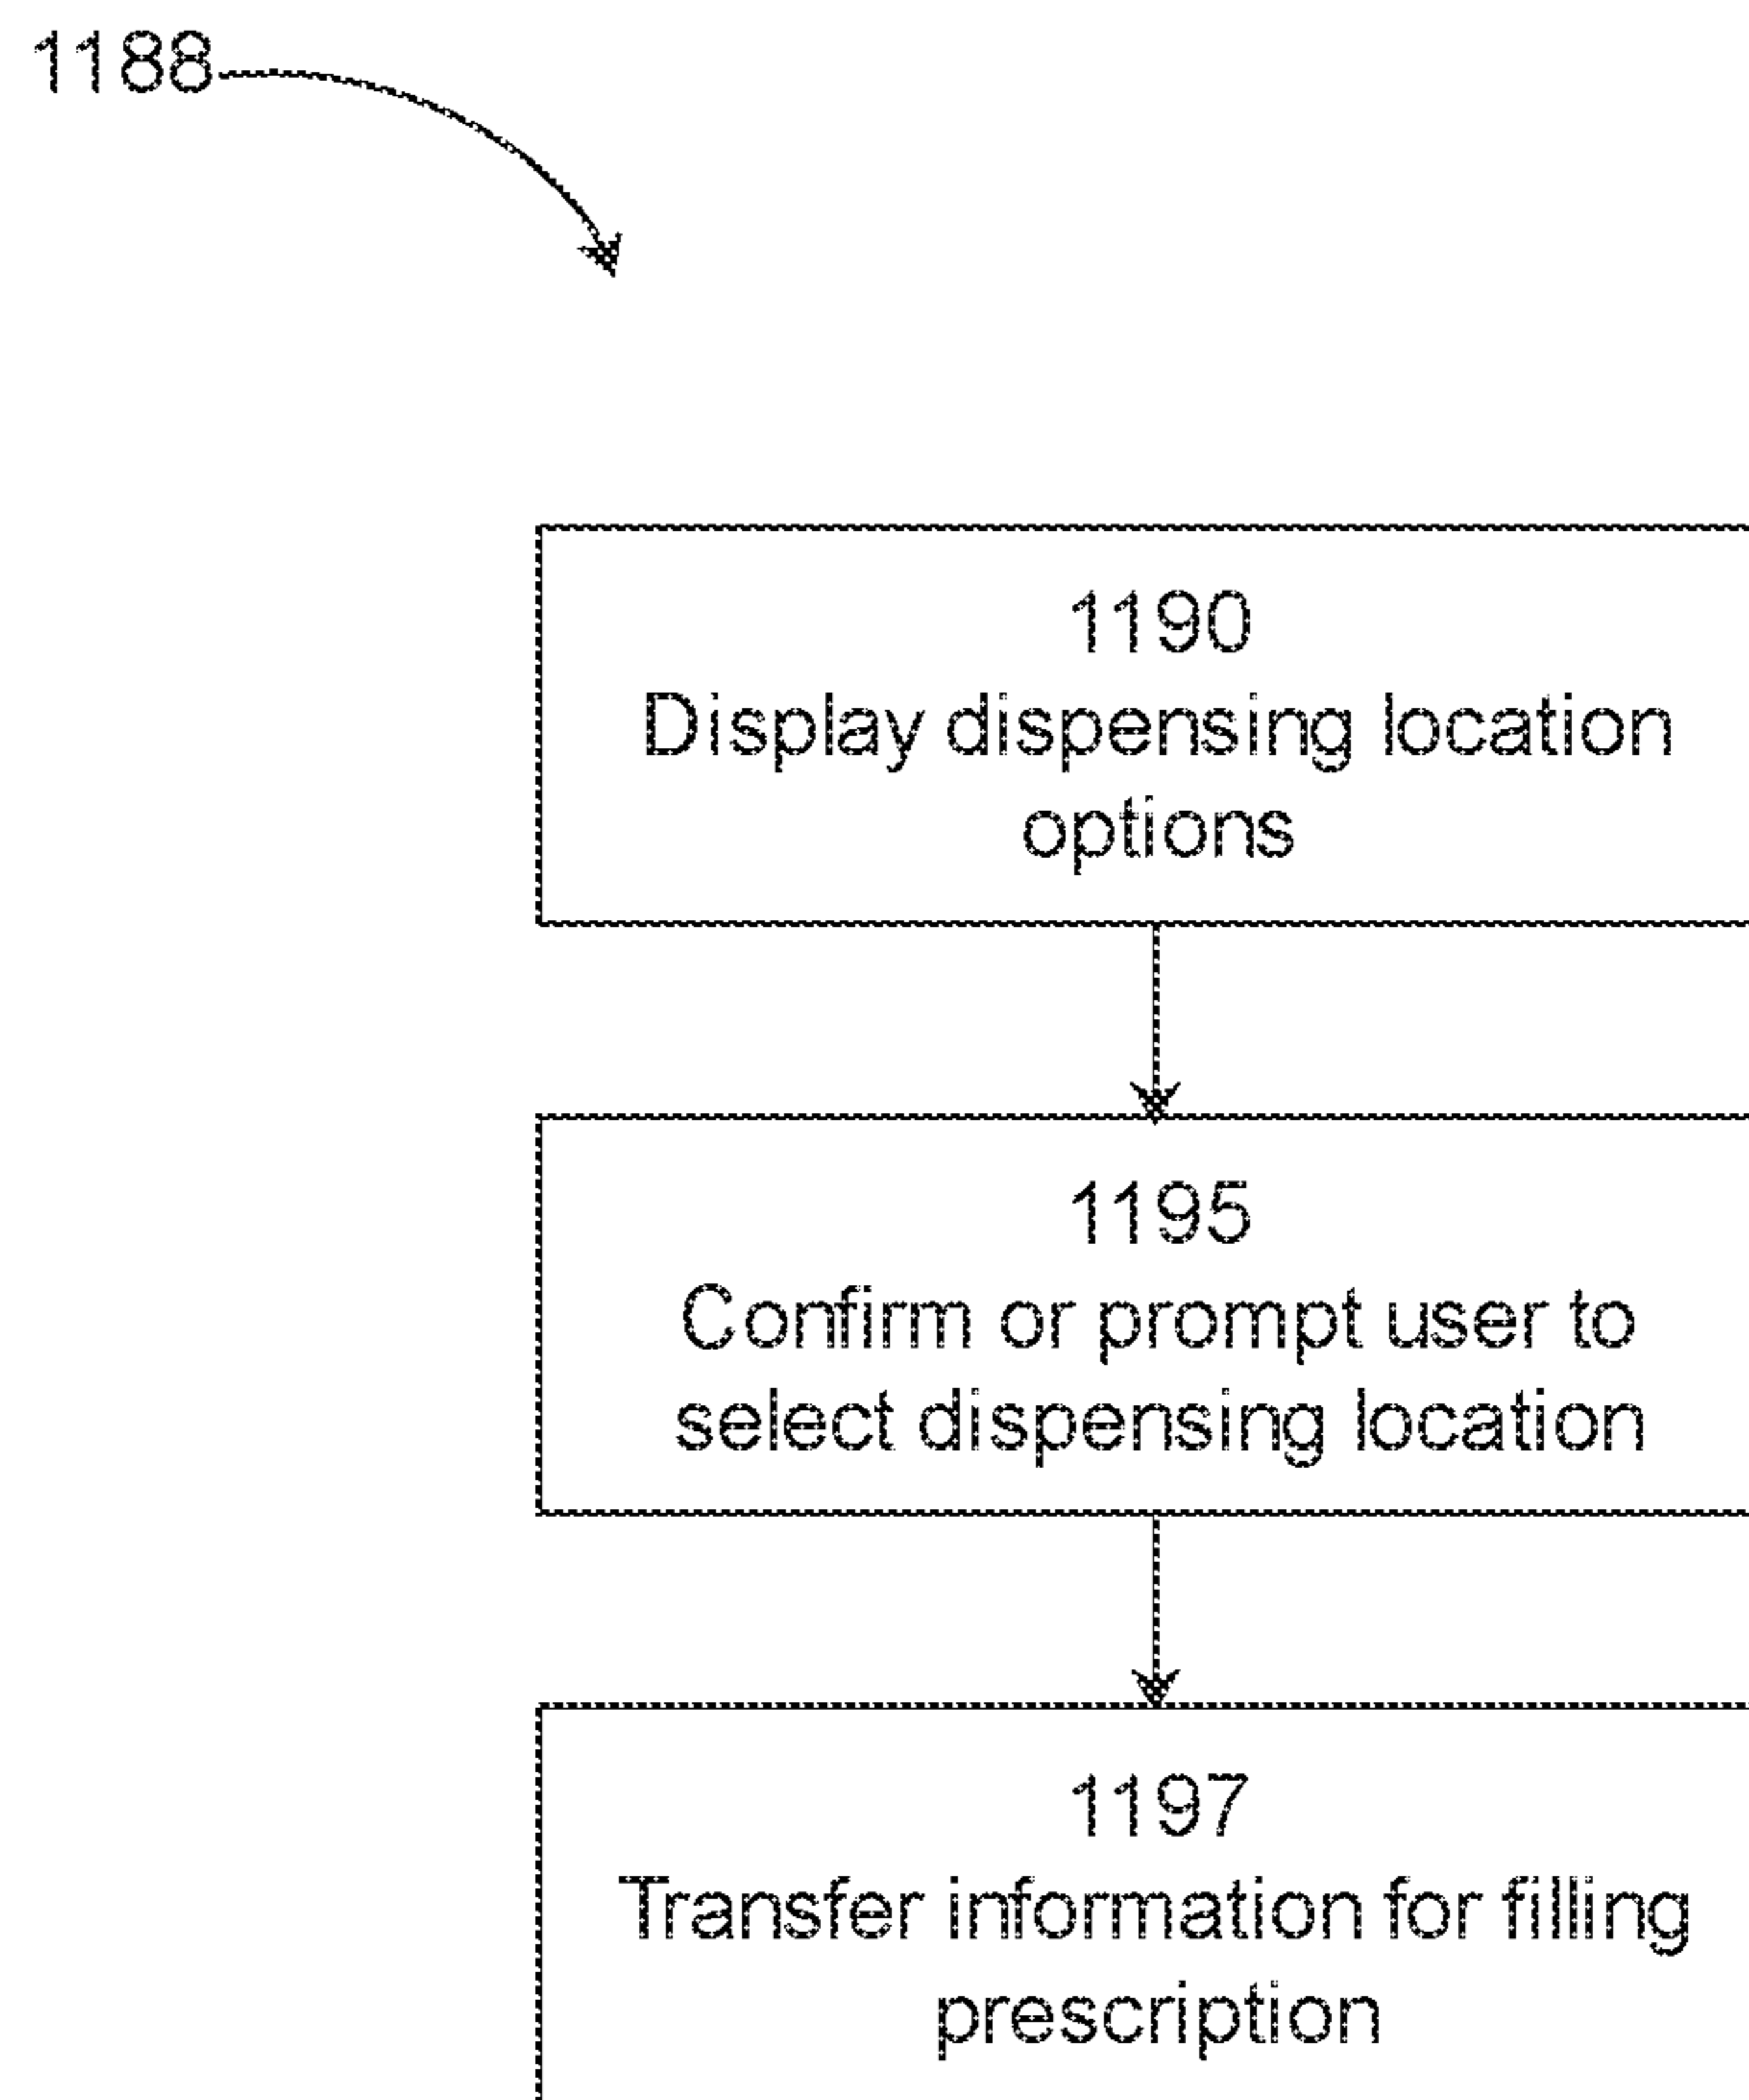 1188
1190
Display dispensing location
options
1195
Confirm or prompt user to
select dispensing location
1197
Transfer information for filling
prescription